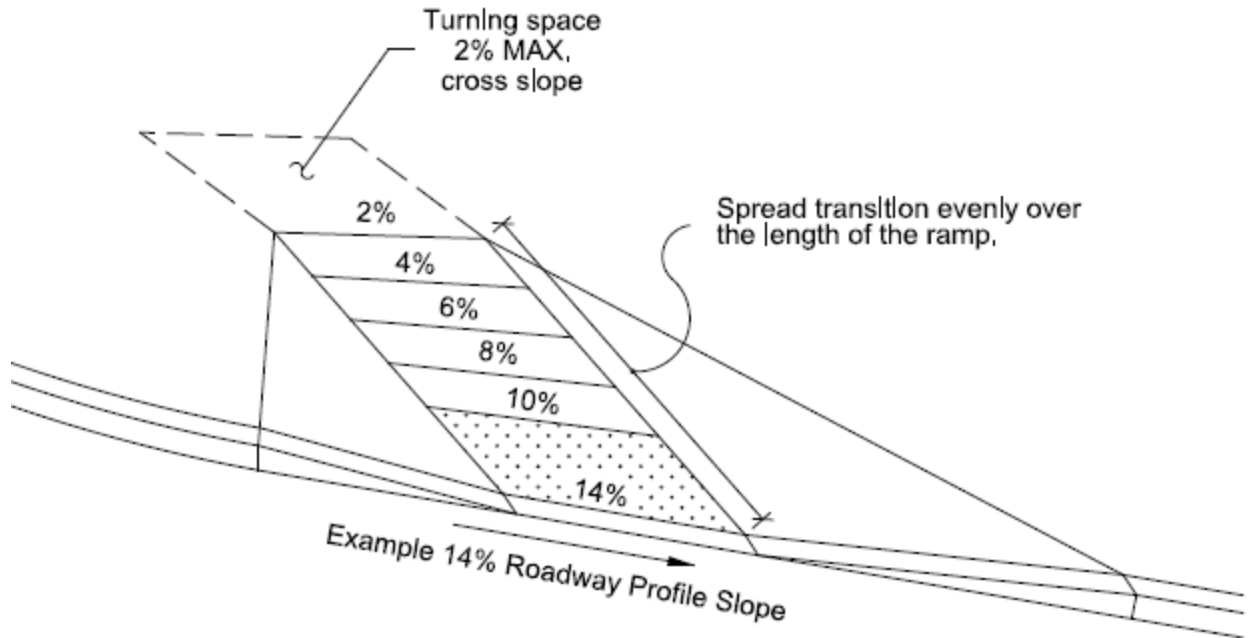 Turning space
2% MAX.
cross slope
2%
Spread transition evenly over
the length of the ramp.
4%
6%
8%
10%
14%
Example 14% Roadway Profile Slope